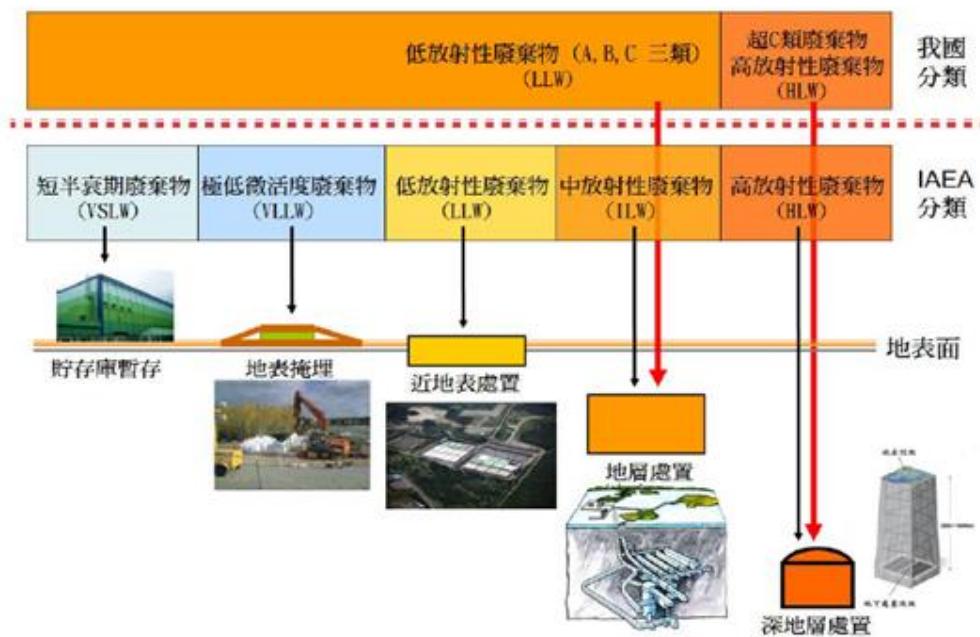 低放射性廢棄物 (A, B, C 三類)
(LLW)
超C類廢棄物
高放射性廢棄物
(HLW)
我國
分類
短半衰期廢棄物
(VSLW)
極低微活度廢棄物
(VLLW)
低放射性廢棄物
(LLW)
中放射性廢棄物
(ILW)
高放射性廢棄物
(HLW)
IAEA
分類
地表面
貯存庫暫存
地表掩埋
近地表處置
地層處置
深地層處置